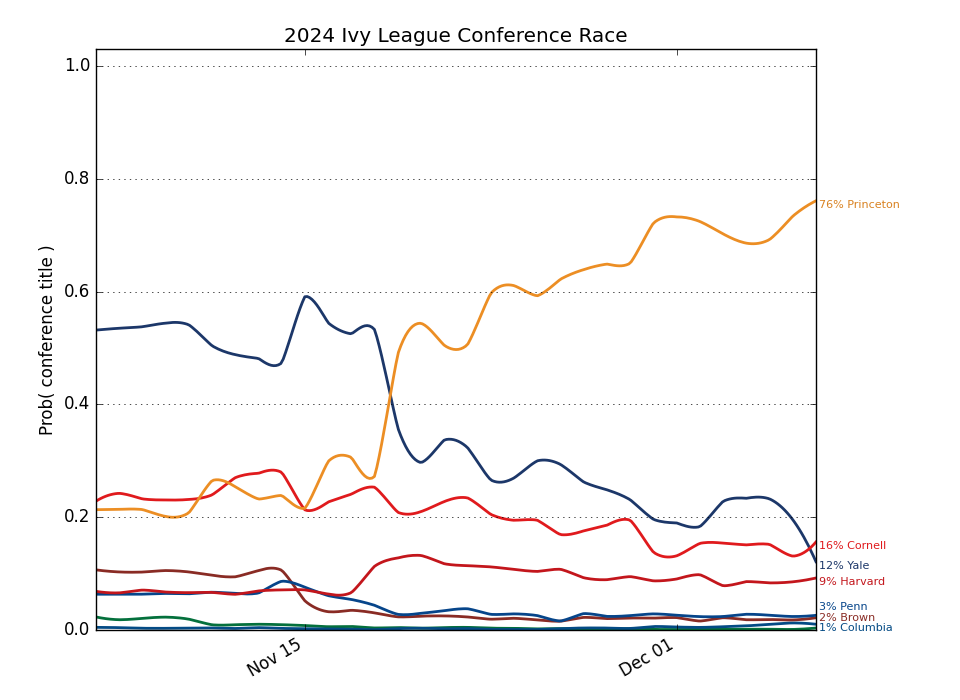 2024 Ivy League Conference Race
Prob( conference title )
1.0
0.8
0.6
0.4
0.2
0.0
Nov 15
Dec 01
76% Princeton
16% Cornell
12% Yale
9% Harvard
3% Penn
2% Brown
1% Columbia